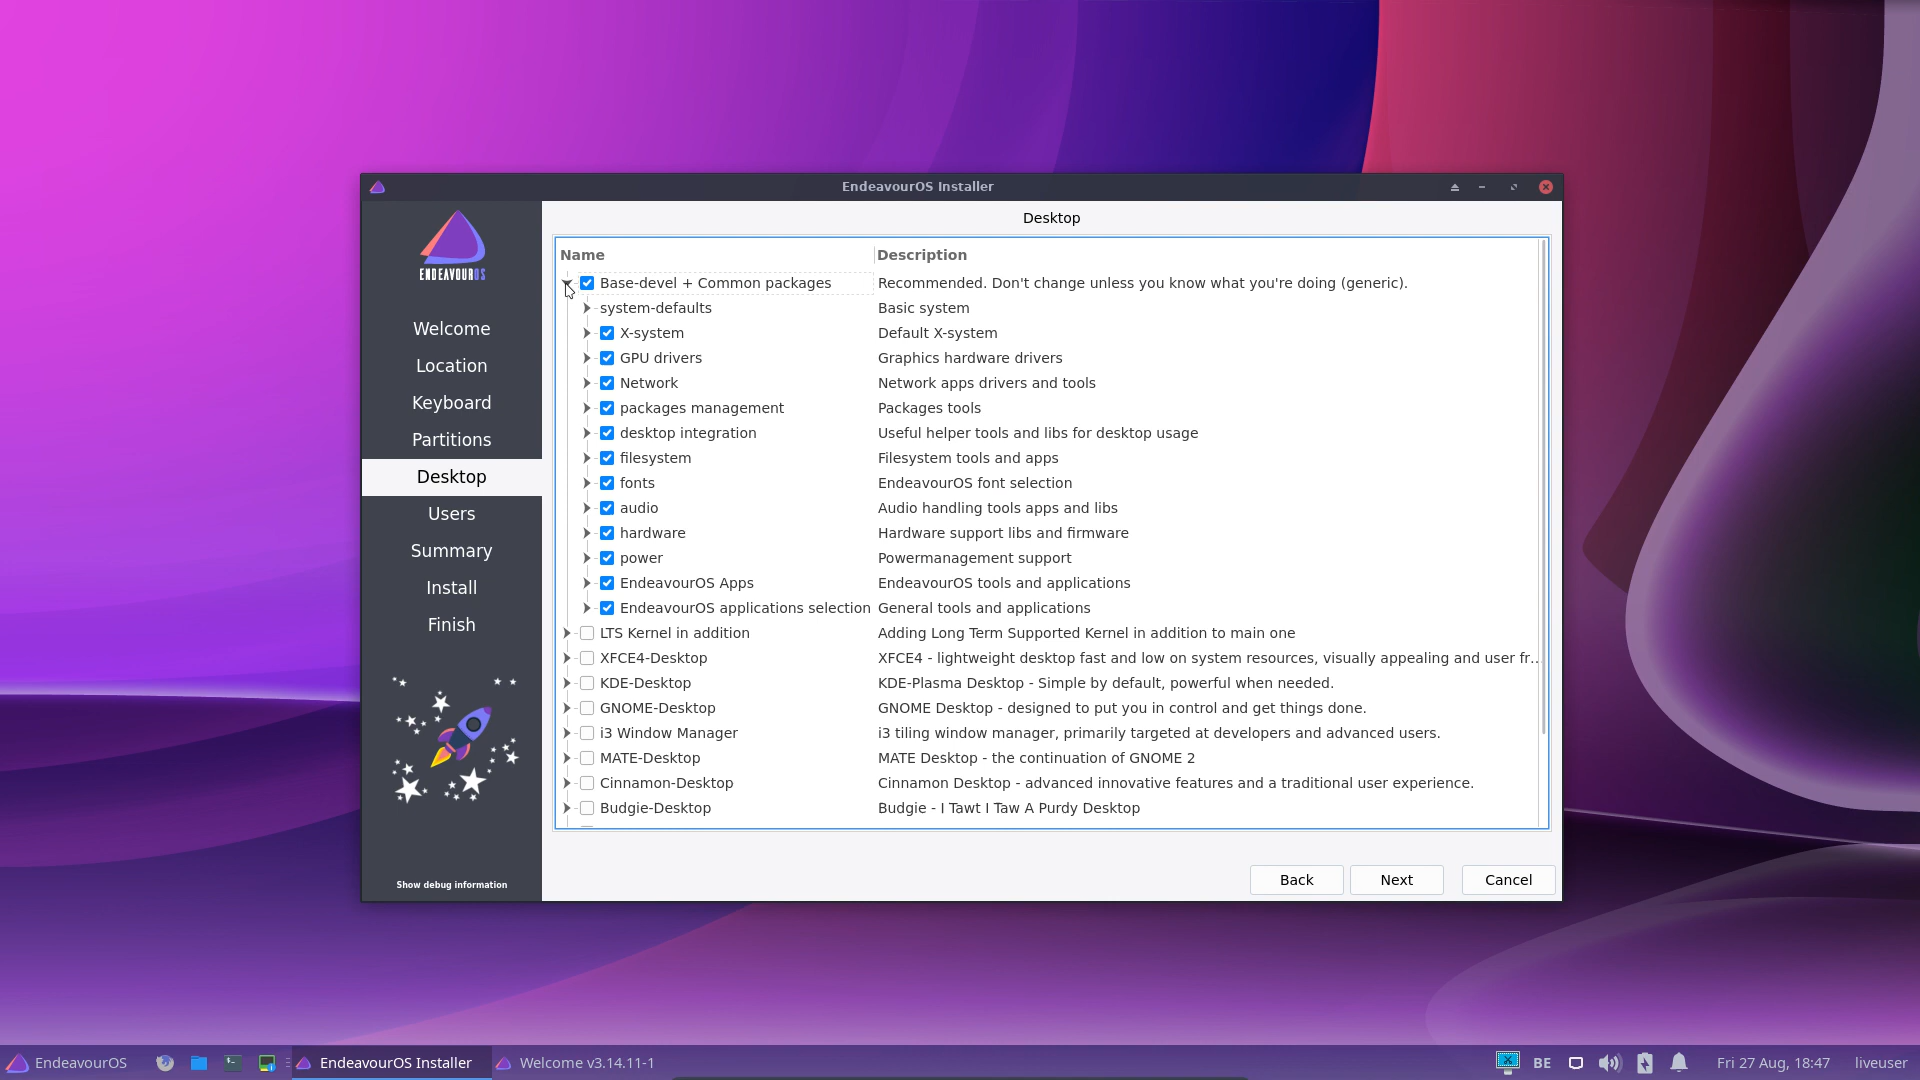 EndeavourOS Installer
ENDEAVOUROS
Welcome
Location
Keyboard
Partitions
Desktop
Users
Summary
Install
Finish
Show debug information
Desktop
Name Description
Base-devel + Common packages Recommended. Don't change unless you know what you're doing (generic).
system-defaults Basic system
X-system Default X-system
GPU drivers Graphics hardware drivers
Network Network apps drivers and tools
packages management Packages tools
desktop integration Useful helper tools and libs for desktop usage
filesystem Filesystem tools and apps
fonts EndeavourOS font selection
audio Audio handling tools apps and libs
hardware Hardware support libs and firmware
power Powermanagement support
EndeavourOS Apps EndeavourOS tools and applications
EndeavourOS applications selection General tools and applications
LTS Kernel in addition Adding Long Term Supported Kernel in addition to main one
XFCE4-Desktop XFCE4 - lightweight desktop fast and low on system resources, visually appealing and user fr...
KDE-Desktop KDE-Plasma Desktop - Simple by default, powerful when needed.
GNOME-Desktop GNOME Desktop - designed to put you in control and get things done.
i3 Window Manager i3 tiling window manager, primarily targeted at developers and advanced users.
MATE-Desktop MATE Desktop - the continuation of GNOME 2
Cinnamon-Desktop Cinnamon Desktop - advanced innovative features and a traditional user experience.
Budgie-Desktop Budgie - I Tawt I Taw A Purdy Desktop
Back Next Cancel
EndeavourOS EndeavourOS Installer Welcome v3.14.11-1 BE Fri 27 Aug, 18:47 liveuser